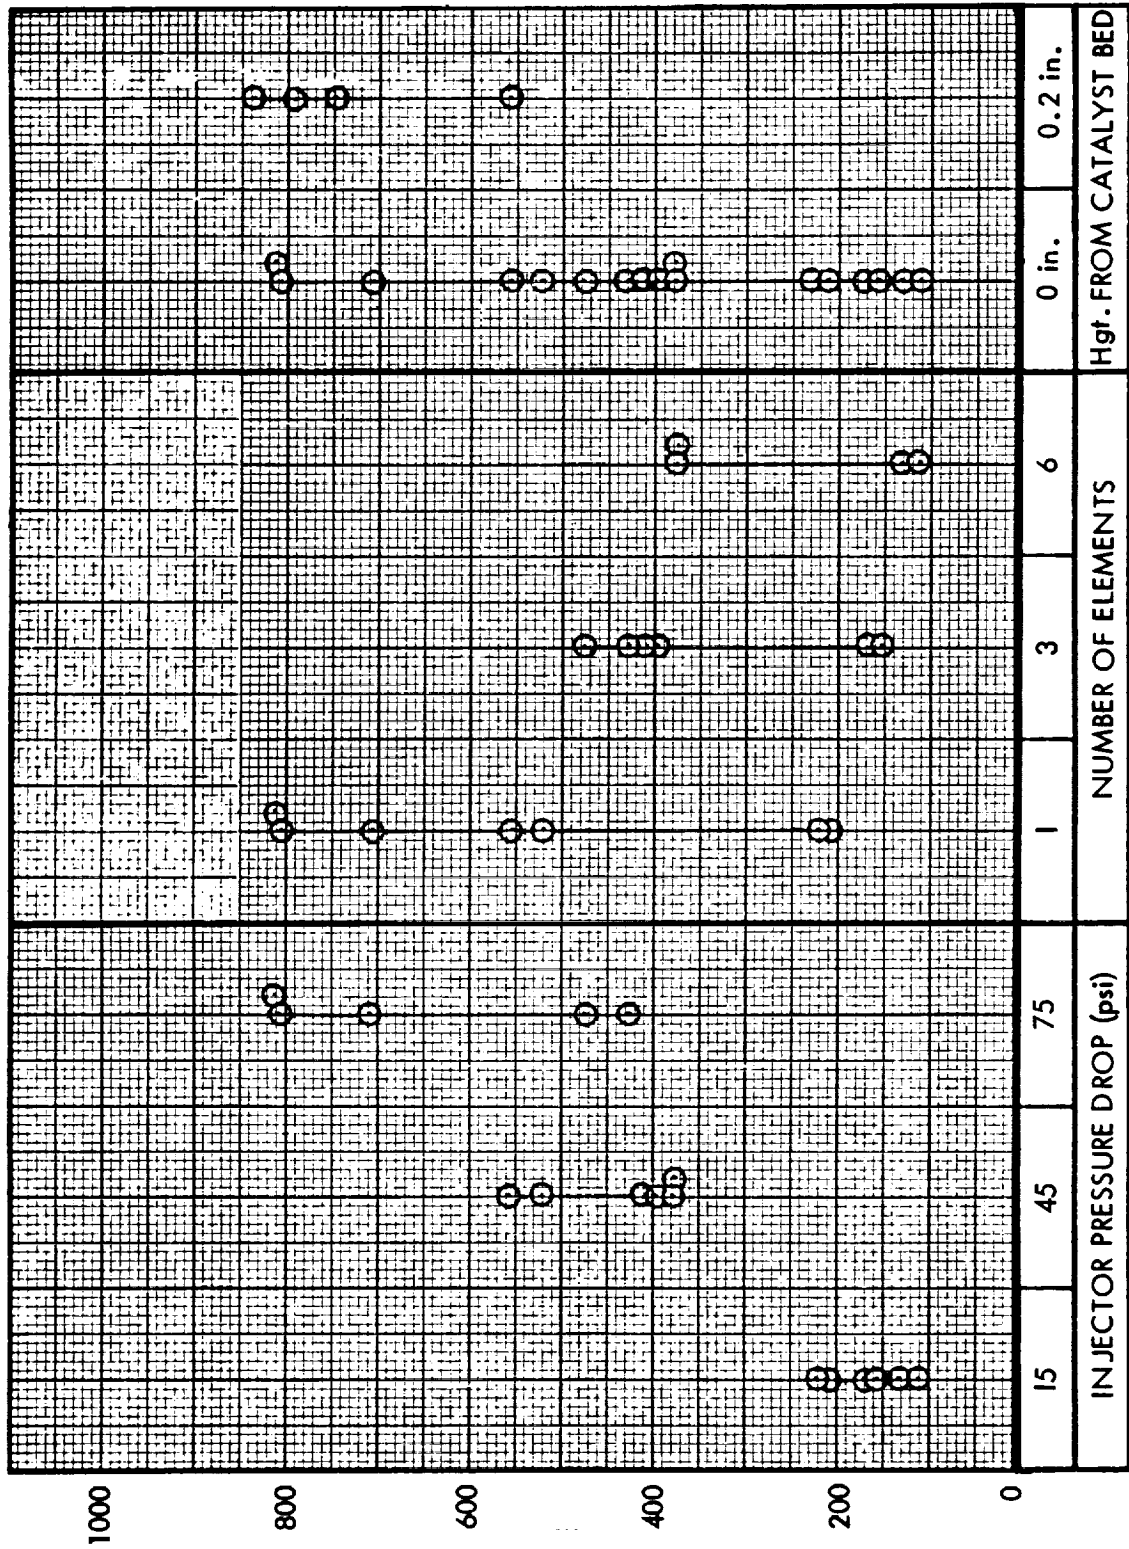 1000
800
600
400
200
0
15
45
75
1
3
6
0 in.
0.2 in.
INJECTOR PRESSURE DROP (psi)
NUMBER OF ELEMENTS
Hgt. FROM CATALYST BED